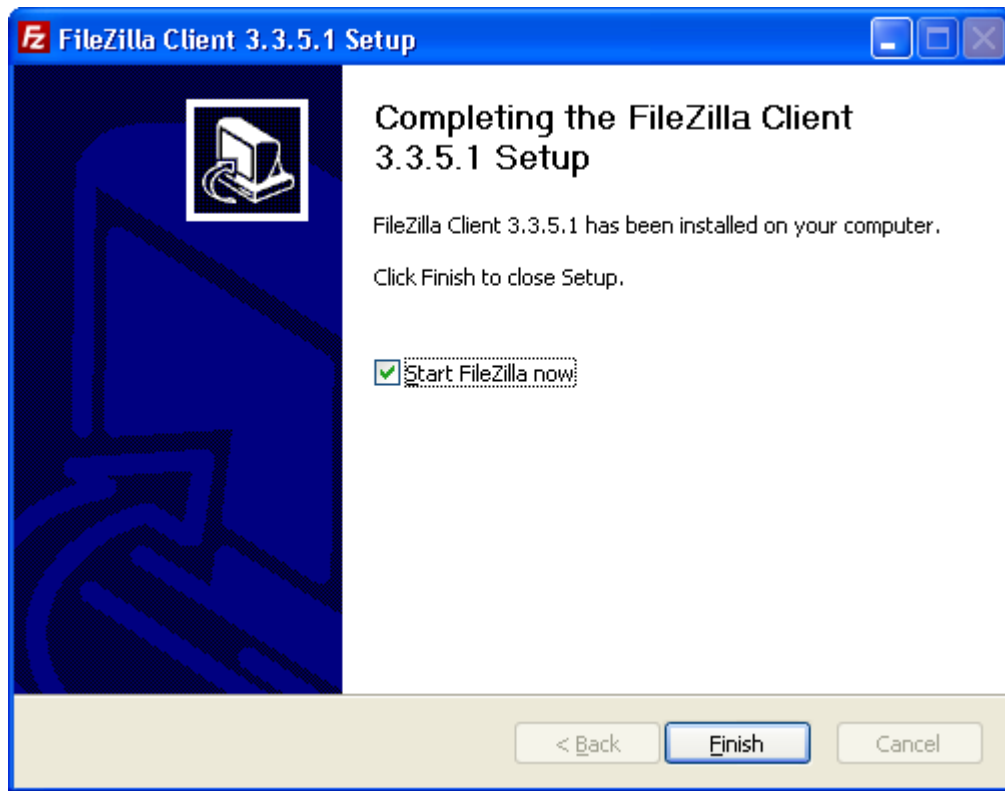 FileZilla Client 3.3.5.1 Setup
Completing the FileZilla Client
3.3.5.1 Setup
FileZilla Client 3.3.5.1 has been installed on your computer.
Click Finish to close Setup.
Start FileZilla now
< Back Finish Cancel